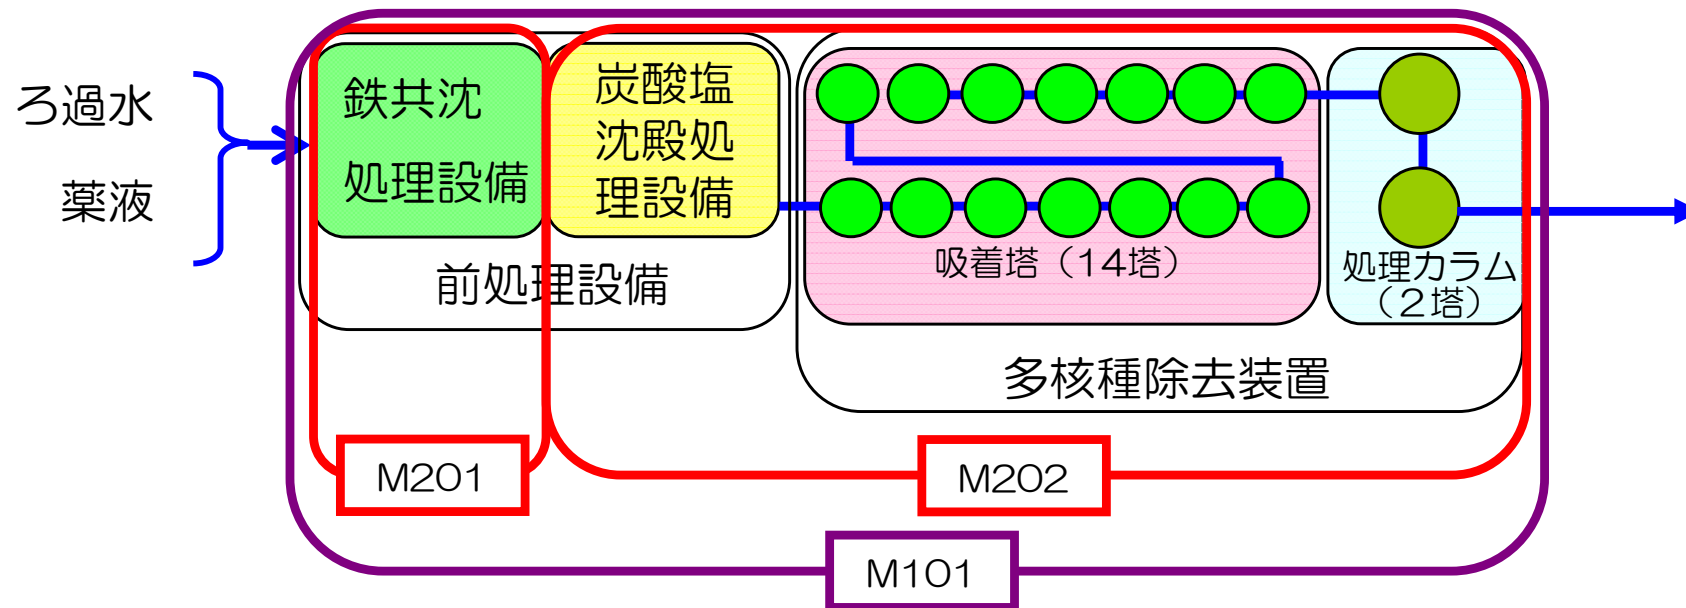 ろ過水
薬液
鉄共沈
処理設備
炭酸塩
沈殿処
理設備
前処理設備
吸着塔（14塔）
処理カラム
（２塔）
多核種除去装置
M201
M202
M101